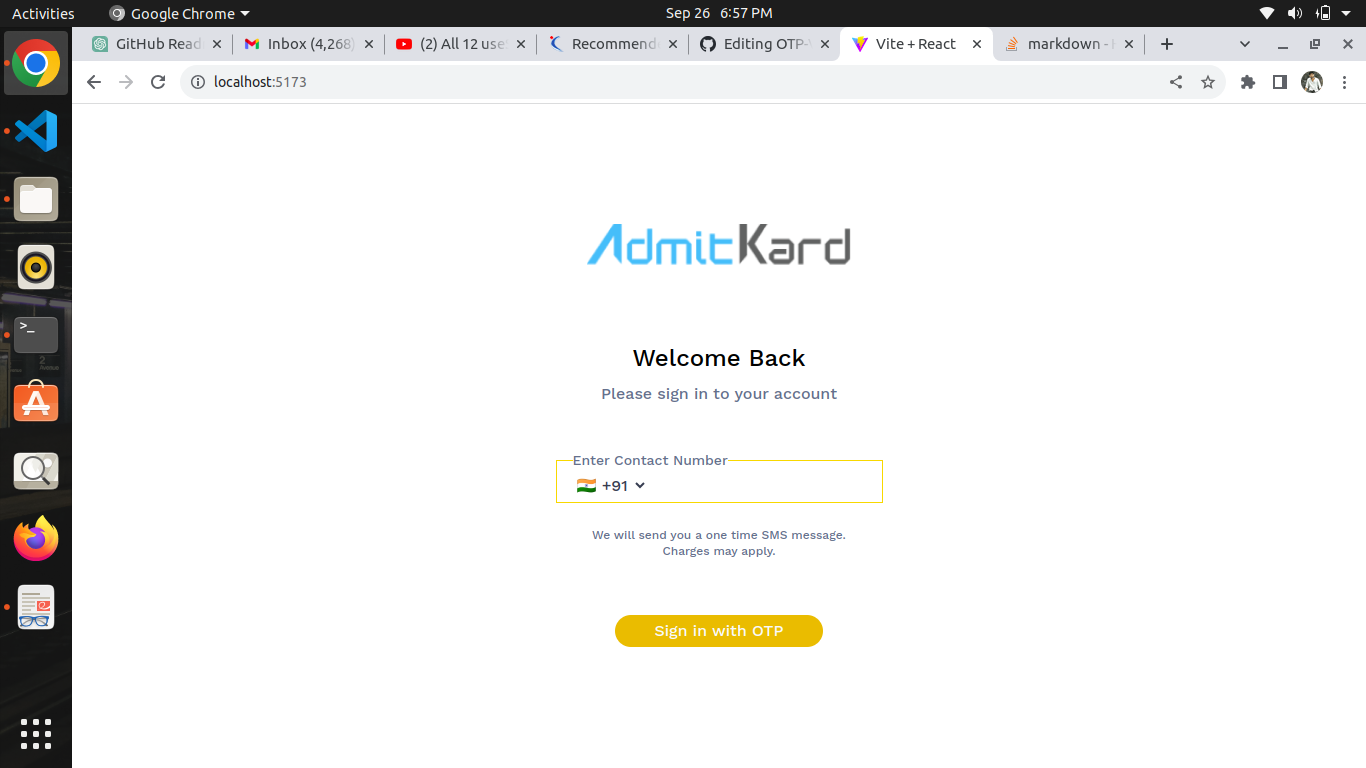 Activities
Google Chrome
Sep 26 6:57 PM
GitHub Read
Inbox (4,268)
(2) All 12 use
Recommend
Editing OTP-
Vite + React
markdown -
localhost:5173
AdmitKard
Welcome Back
Please sign in to your account
Enter Contact Number
+91
We will send you a one time SMS message.
Charges may apply.
Sign in with OTP
>_